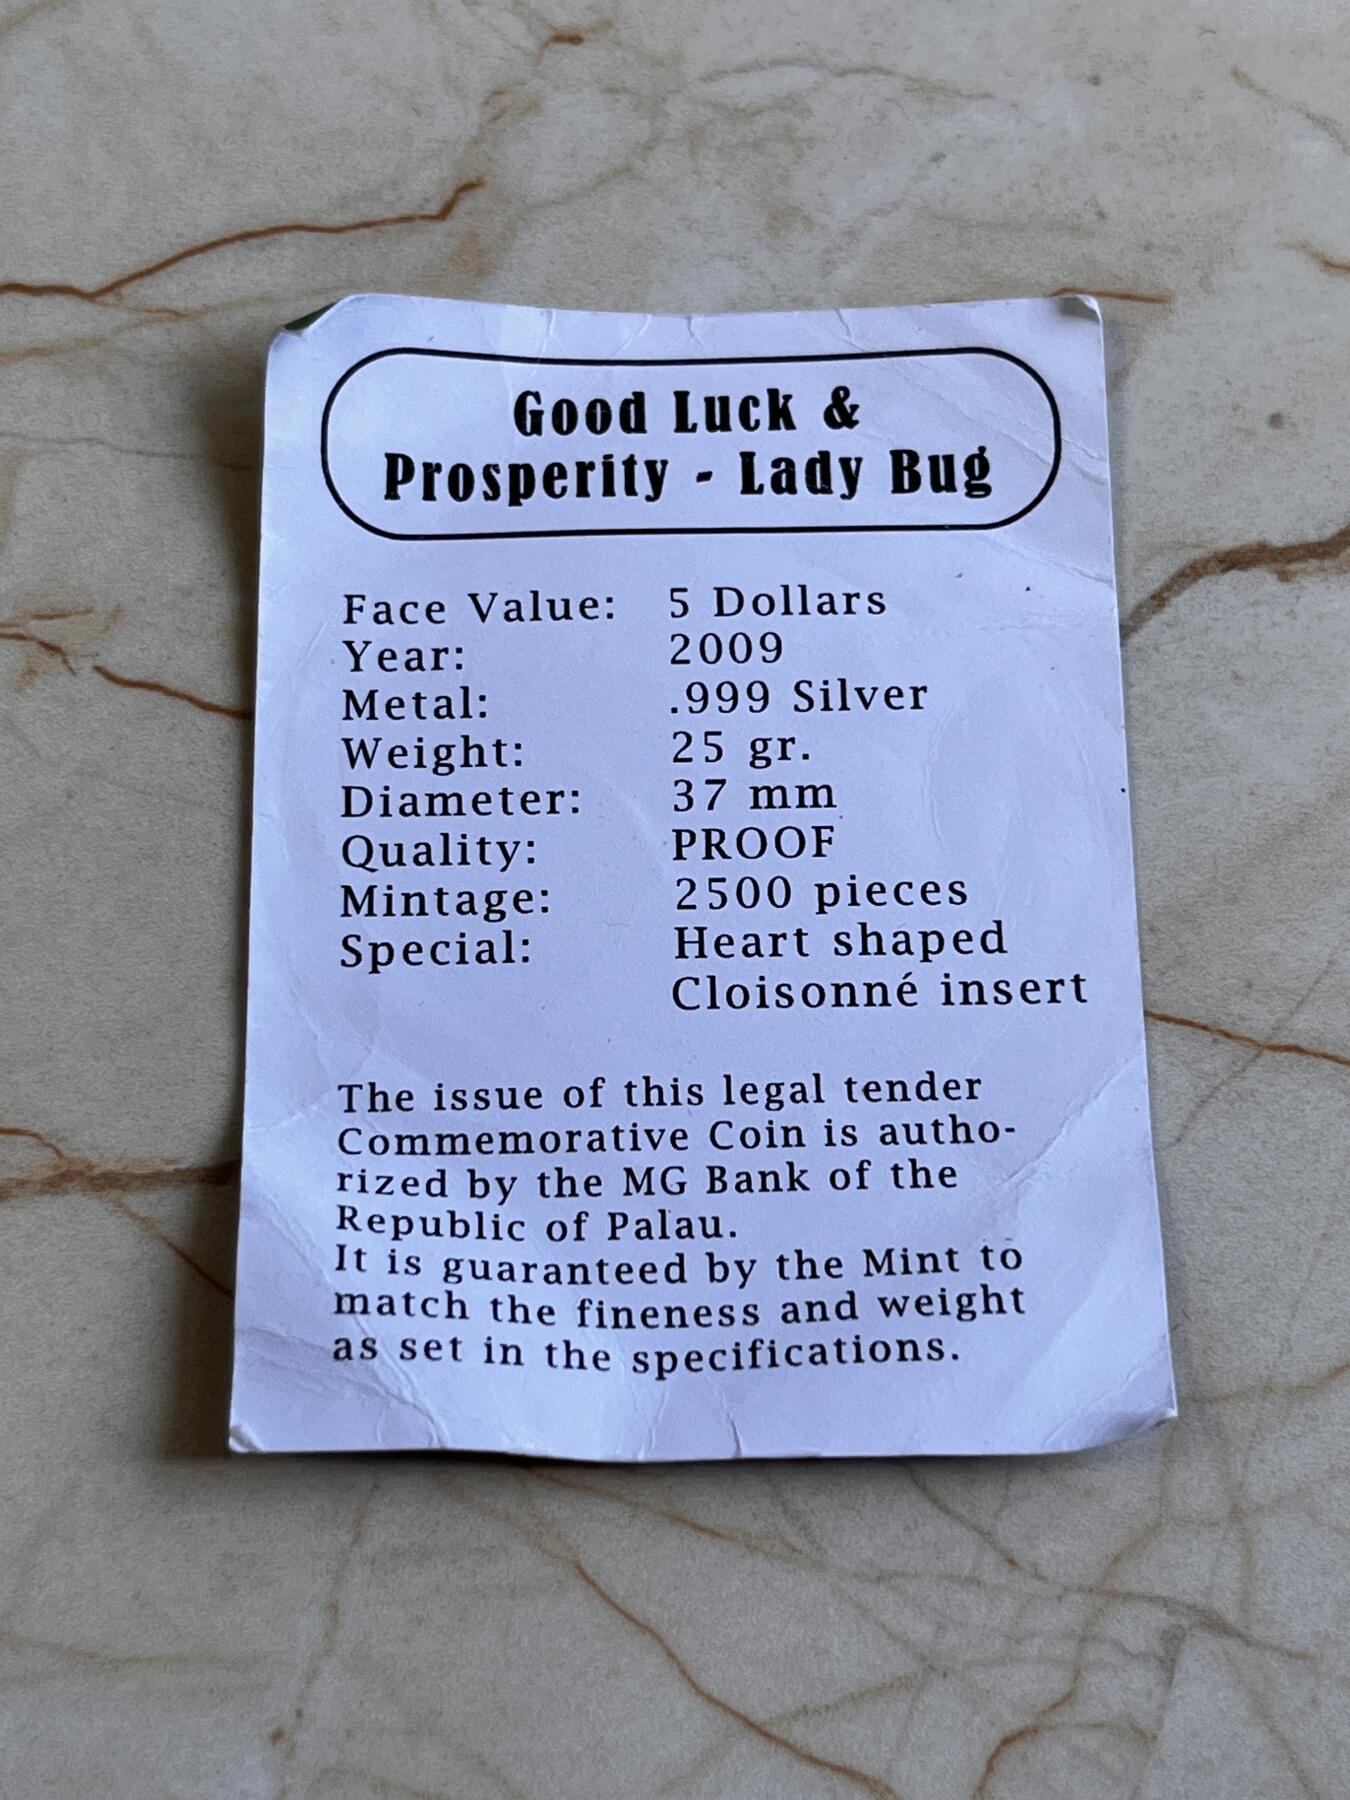 Good Luck &
Prosperity - Lady Bug
Face Value: 5 Dollars
Year: 2009
Metal: .999 Silver
Weight: 25 gr.
Diameter: 37 mm
Quality: PROOF
Mintage: 2500 pieces
Special: Heart shaped
Cloisonné insert
The issue of this legal tender
Commemorative Coin is autho-
rized by the MG Bank of the
Republic of Palau.
It is guaranteed by the Mint to
match the fineness and weight
as set in the specifications.